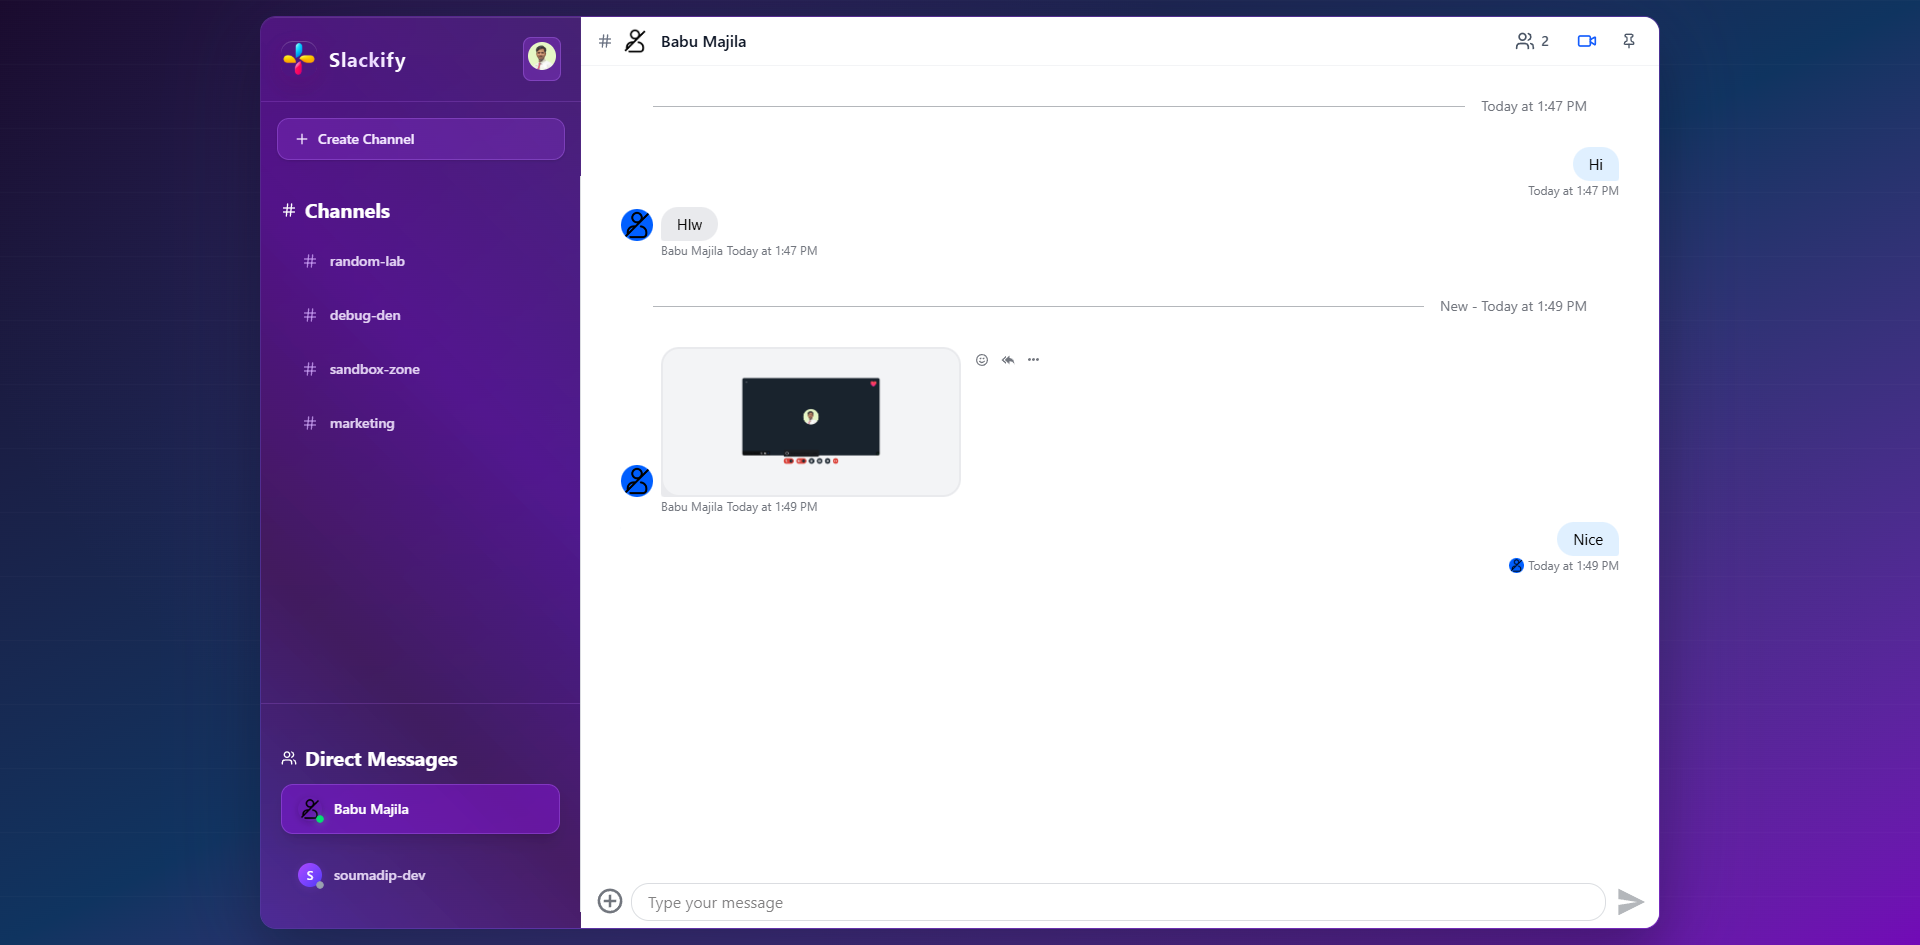 Slackify
Create Channel
# Channels
# random-lab
# debug-den
# sandbox-zone
# marketing
Direct Messages
Babu Majila
S soumadip-dev
# Babu Majila
2
Today at 1:47 PM
Hi
Today at 1:47 PM
Hlw
Babu Majila Today at 1:47 PM
New - Today at 1:49 PM
Babu Majila Today at 1:49 PM
Nice
Today at 1:49 PM
Type your message